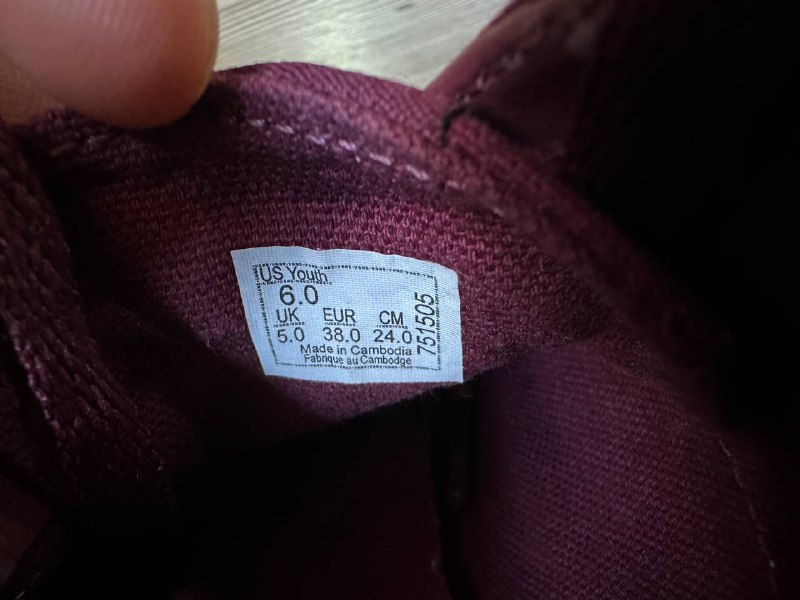 US Youth
6.0
UK EUR CM
5.0 38.0 24.0
Made in Cambodia
Fabrique au Cambodge
751505